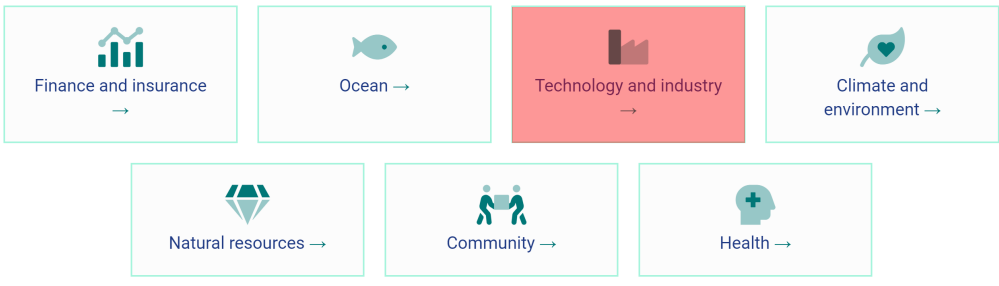 Finance and insurance
→
Ocean →
Technology and industry
→
Climate and
environment →
Natural resources →
Community →
Health →